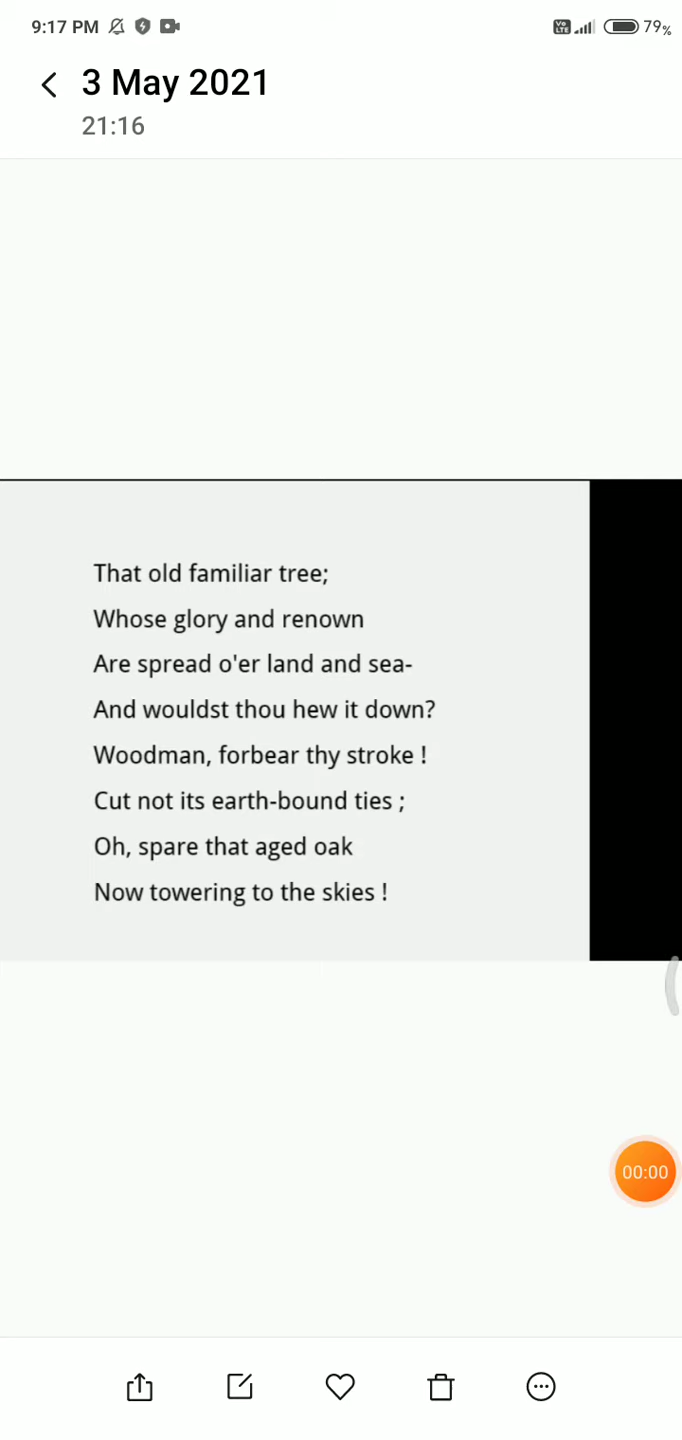 9:17 PM
79%
3 May 2021
21:16
That old familiar tree;
Whose glory and renown
Are spread o'er land and sea-
And wouldst thou hew it down?
Woodman, forbear thy stroke !
Cut not its earth-bound ties ;
Oh, spare that aged oak
Now towering to the skies !
00:00